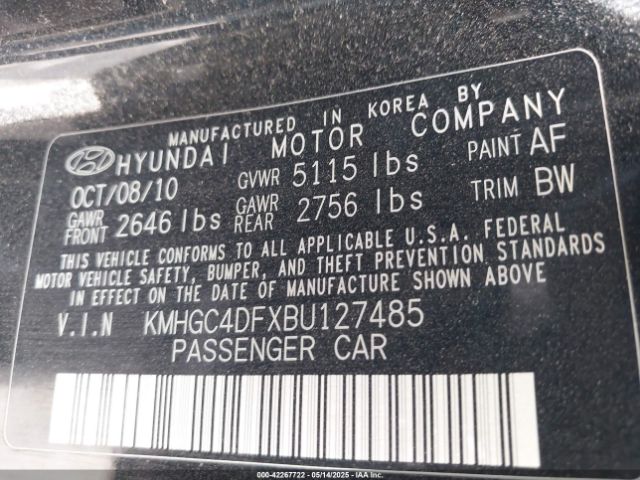 MANUFACTURED IN KOREA BY
HYUNDAI MOTOR COMPANY
OCT/08/10 GVWR 5115 lbs PAINT AF
GAWR FRONT 2646 lbs GAWR REAR 2756 lbs TRIM BW
THIS VEHICLE CONFORMS TO ALL APPLICABLE U.S.A. FEDERAL
MOTOR VEHICLE SAFETY, BUMPER, AND THEFT PREVENTION STANDARDS
IN EFFECT ON THE DATE OF MANUFACTURE SHOWN ABOVE
V.I.N KMHGC4DFXBU127485
PASSENGER CAR
000-42267722 - 05/14/2025 - IAAI.COM